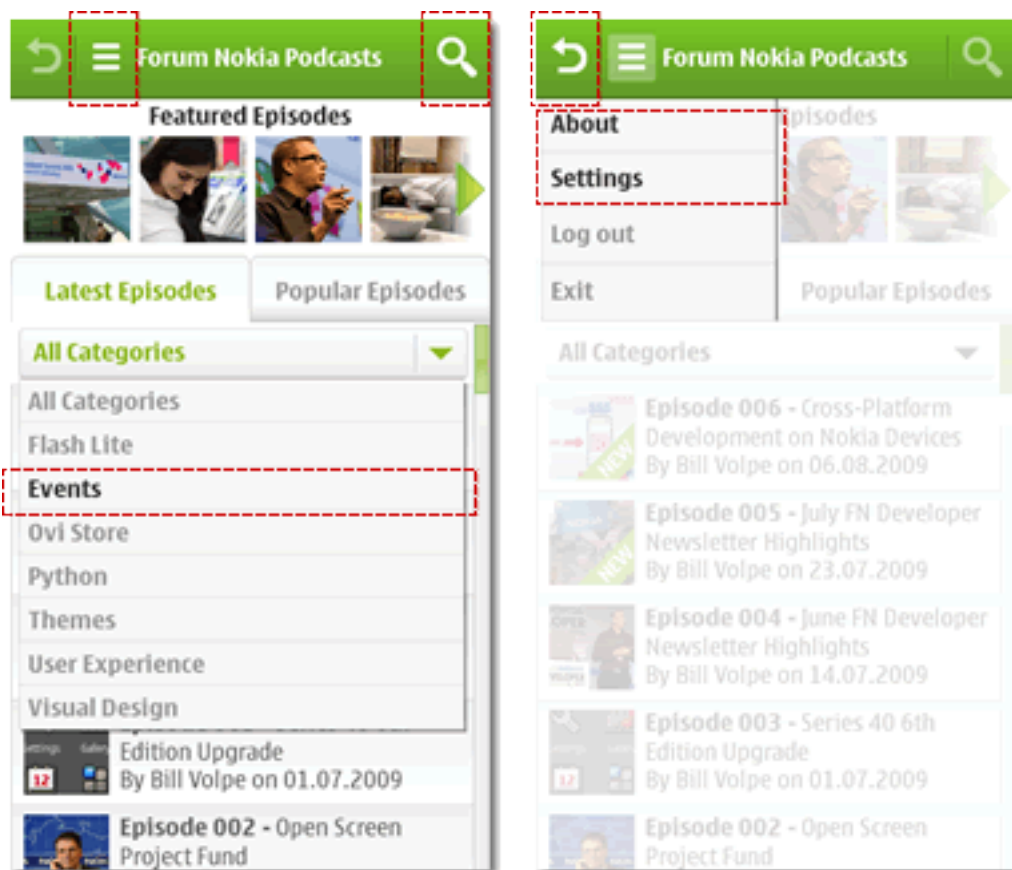 Forum Nokia Podcasts
Featured Episodes
Latest Episodes
Popular Episodes
All Categories
All Categories
Flash Lite
Events
Ovi Store
Python
Themes
User Experience
Visual Design
Edition Upgrade
By Bill Volpe on 01.07.2009
Episode 002 - Open Screen
Project Fund
Forum Nokia Podcasts
Episodes
About
Settings
Log out
Exit
Popular Episodes
All Categories
Episode 006 - Cross-Platform
Development on Nokia Devices
By Bill Volpe on 06.08.2009
NEW
Episode 005 - July FN Developer
Newsletter Highlights
By Bill Volpe on 23.07.2009
NEW
Episode 004 - June FN Developer
Newsletter Highlights
By Bill Volpe on 14.07.2009
Episode 003 - Series 40 6th
Edition Upgrade
By Bill Volpe on 01.07.2009
12
Episode 002 - Open Screen
Project Fund